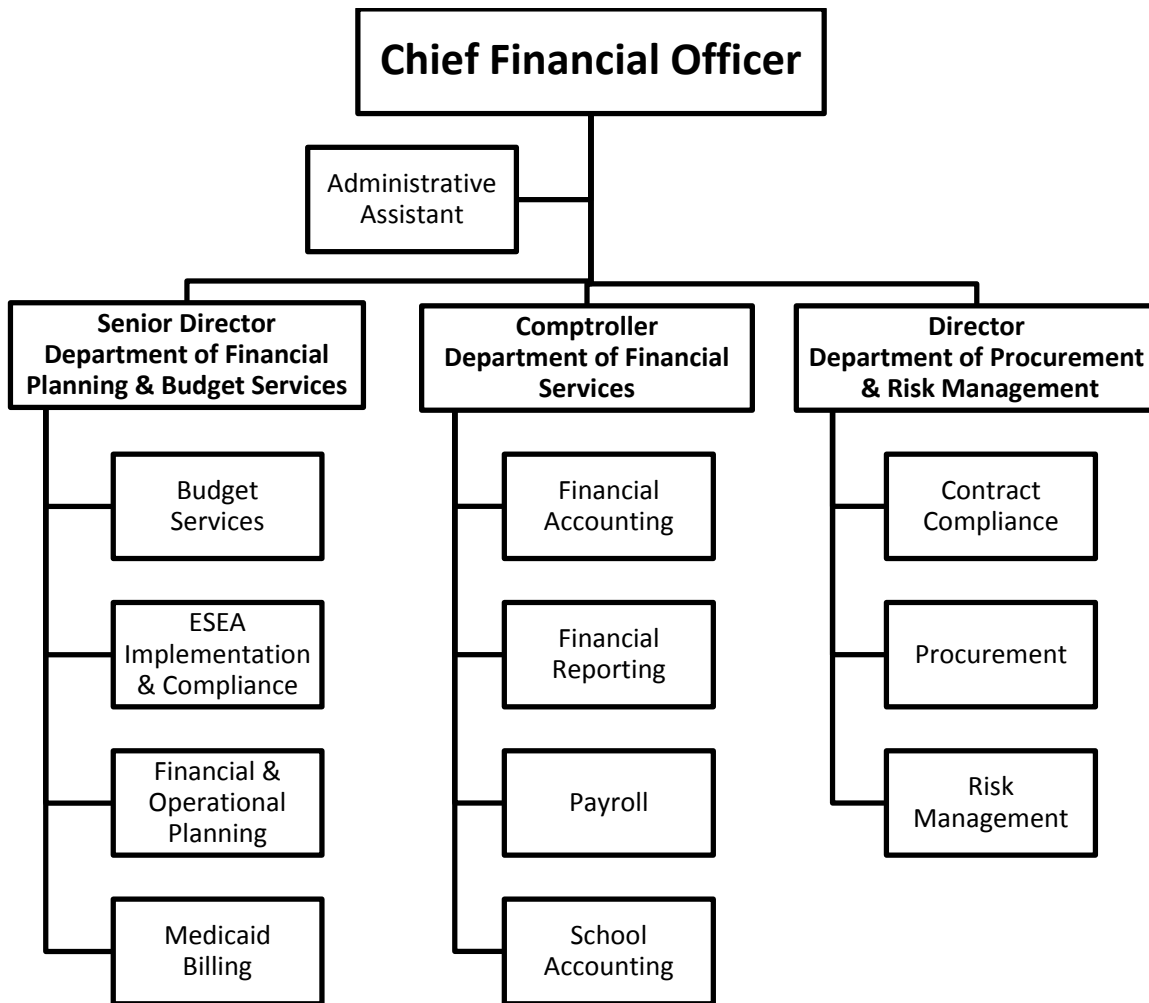 Chief Financial Officer
Administrative
Assistant
Senior Director
Department of Financial
Planning & Budget Services
Comptroller
Department of Financial
Services
Director
Department of Procurement
& Risk Management
Budget
Services
ESEA
Implementation
& Compliance
Financial &
Operational
Planning
Medicaid
Billing
Financial
Accounting
Financial
Reporting
Payroll
School
Accounting
Contract
Compliance
Procurement
Risk
Management